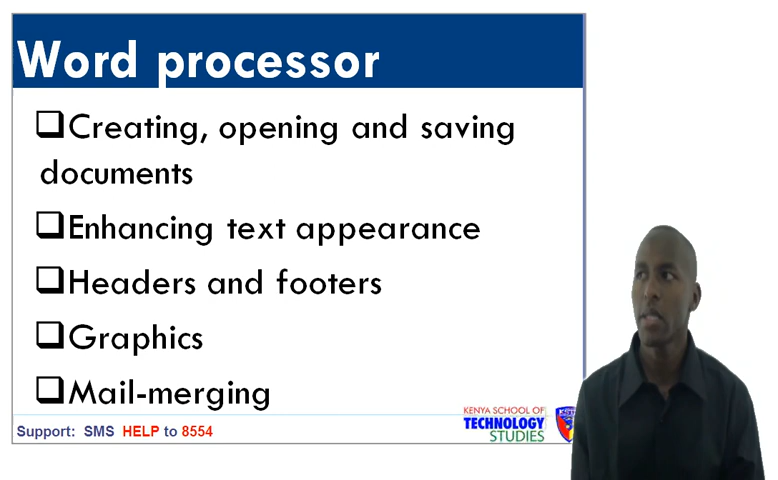 Word processor
Creating, opening and saving
documents
Enhancing text appearance
Headers and footers
Graphics
Mail-merging
KENYA SCHOOL OF
TECHNOLOGY
STUDIES
Support: SMS HELP to 8554